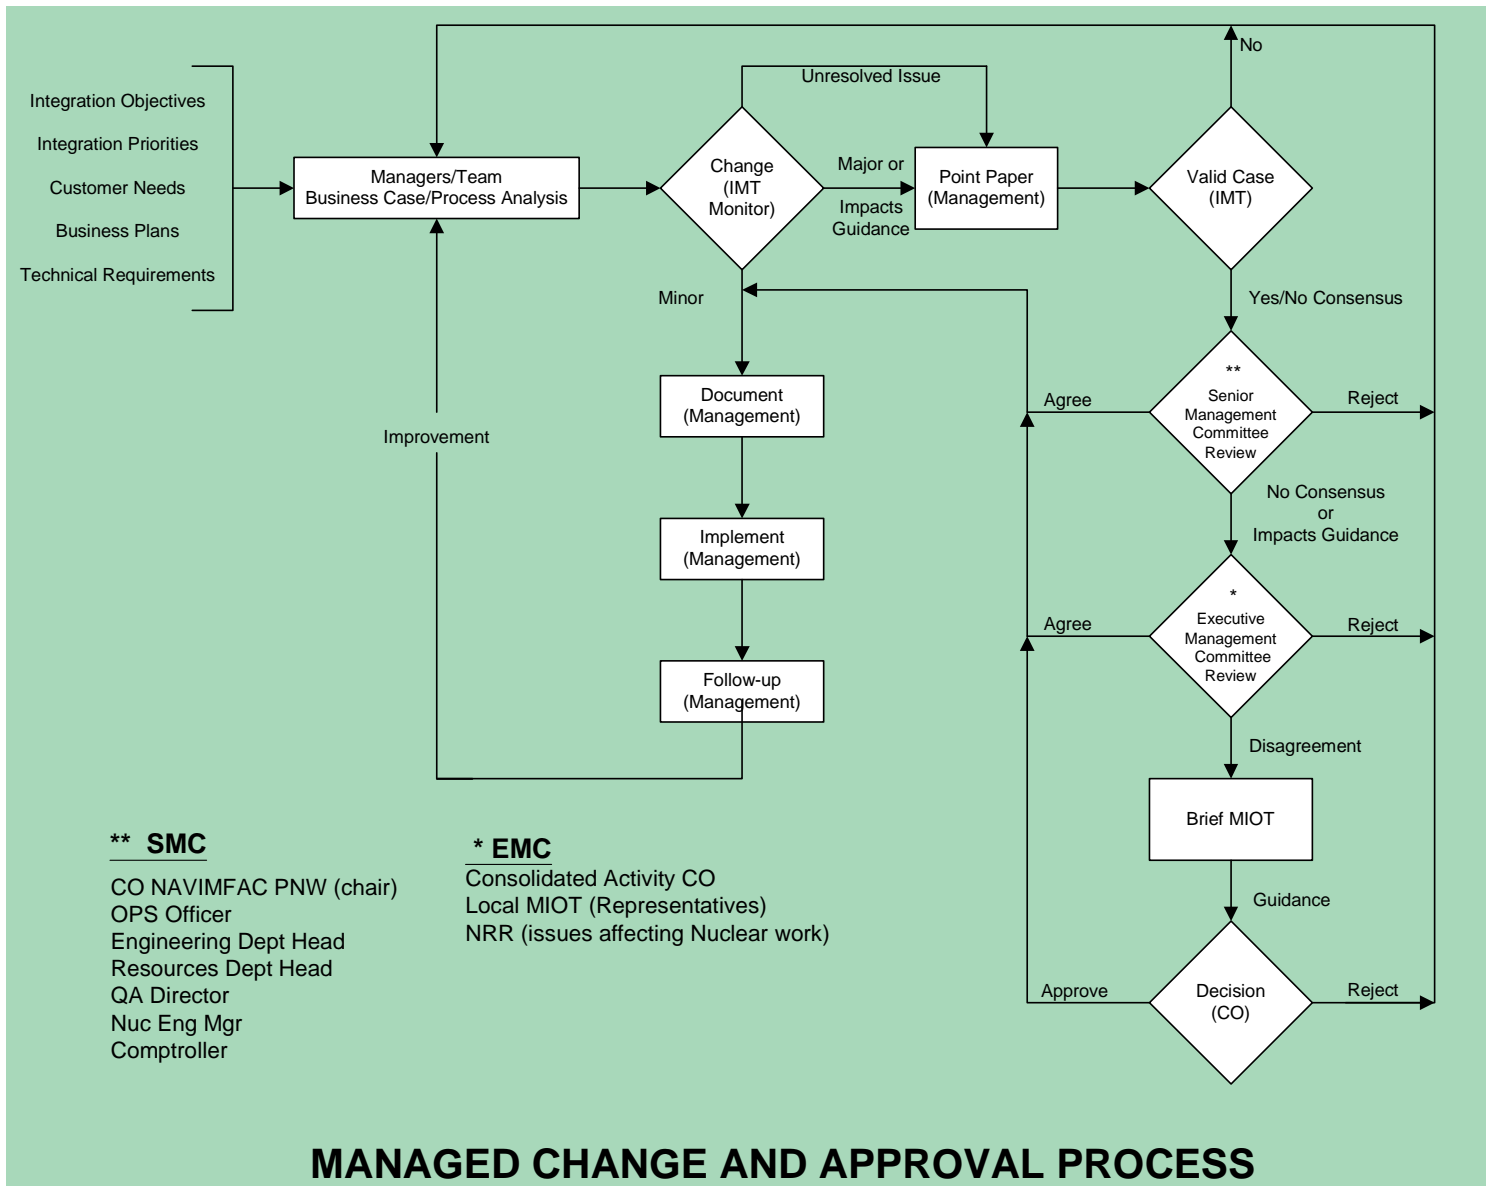 No
Unresolved Issue
Integration Objectives
Integration Priorities
Customer Needs
Business Plans
Technical Requirements
Managers/Team
Business Case/Process Analysis
Change
(IMT
Monitor)
Major or
Impacts
Guidance
Point Paper
(Management)
Valid Case
(IMT)
Minor
Yes/No Consensus
Document
(Management)
Agree
**
Senior
Management
Committee
Review
Reject
Improvement
No Consensus
or
Impacts Guidance
Implement
(Management)
Agree
*
Executive
Management
Committee
Review
Reject
Follow-up
(Management)
Disagreement
Brief MIOT
Guidance
Approve
Decision
(CO)
Reject
** SMC
CO NAVIMFAC PNW (chair)
OPS Officer
Engineering Dept Head
Resources Dept Head
QA Director
Nuc Eng Mgr
Comptroller
* EMC
Consolidated Activity CO
Local MIOT (Representatives)
NRR (issues affecting Nuclear work)
MANAGED CHANGE AND APPROVAL PROCESS